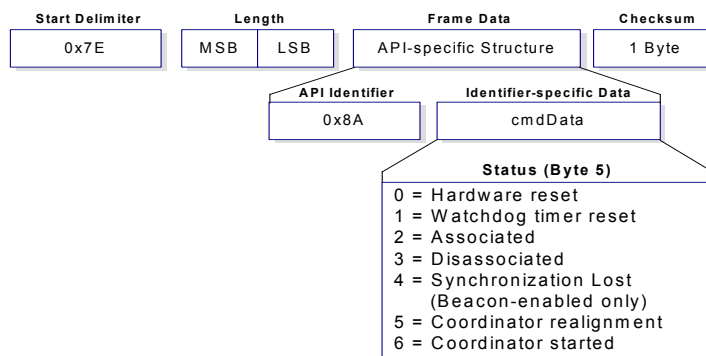 Start Delimiter
Length
Frame Data
Checksum
0x7E
MSB
LSB
API-specific Structure
1 Byte
API Identifier
Identifier-specific Data
0x8A
cmdData
Status (Byte 5)
0 = Hardware reset
1 = Watchdog timer reset
2 = Associated
3 = Disassociated
4 = Synchronization Lost
(Beacon-enabled only)
5 = Coordinator realignment
6 = Coordinator started